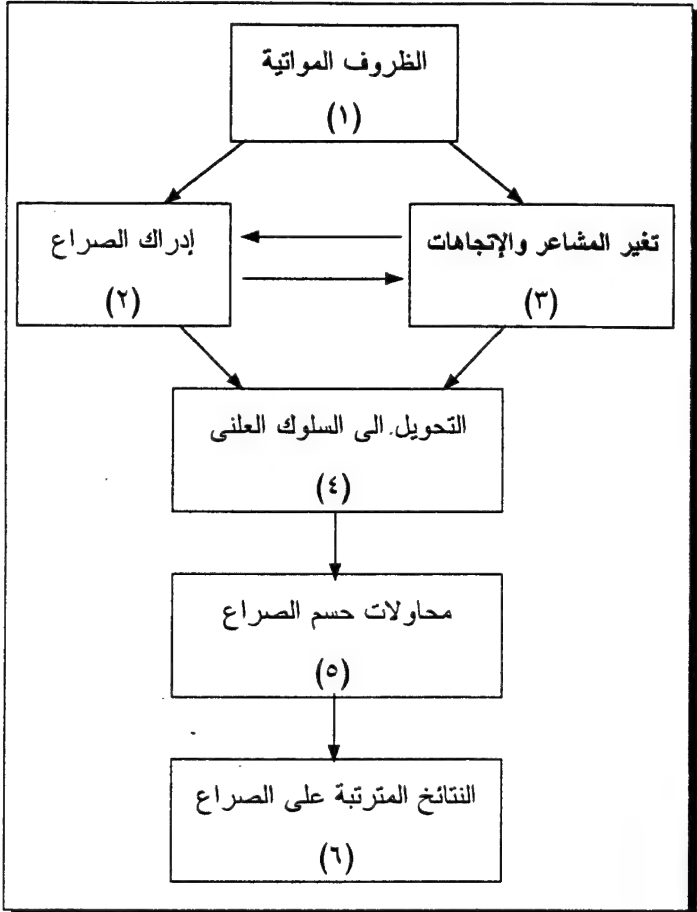 الظروف المواتية
(١)
إدراك الصراع
(٢)
تغير المشاعر والإتجاهات
(٣)
التحويل الى السلوك العلنى
(٤)
محاولات حسم الصراع
(٥)
النتائج المترتبة على الصراع
(٦)